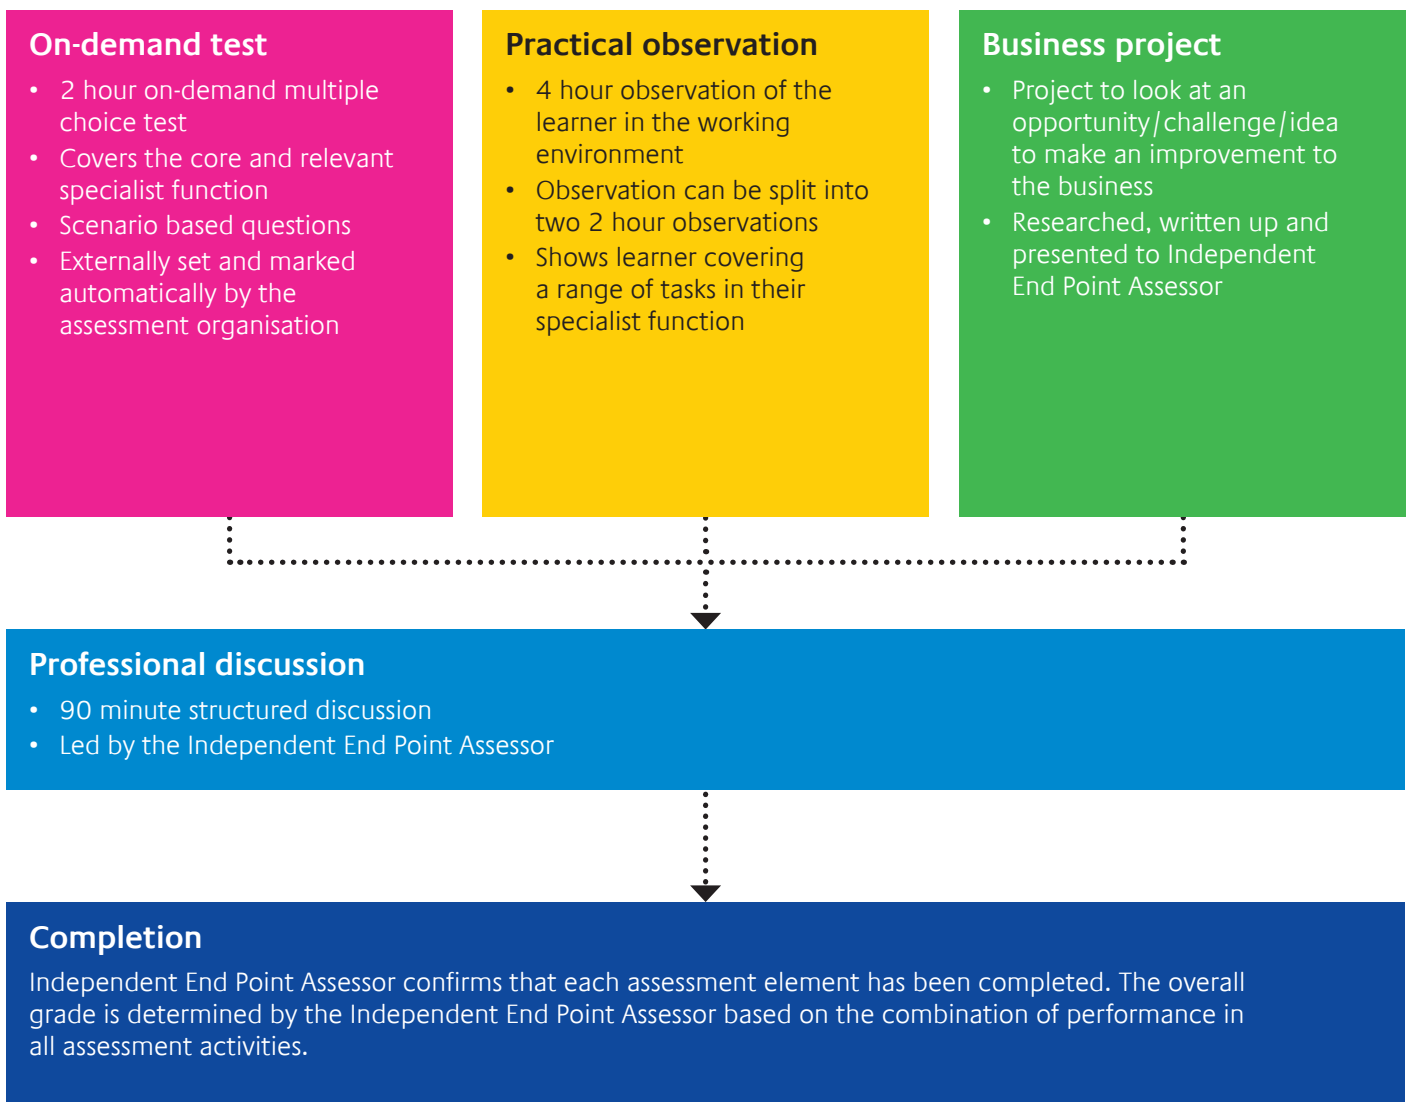 On-demand test
• 2 hour on-demand multiple
choice test
• Covers the core and relevant
specialist function
• Scenario based questions
• Externally set and marked
automatically by the
assessment organisation
Practical observation
• 4 hour observation of the
learner in the working
environment
• Observation can be split into
two 2 hour observations
• Shows learner covering
a range of tasks in their
specialist function
Business project
• Project to look at an
opportunity/challenge/idea
to make an improvement to
the business
• Researched, written up and
presented to Independent
End Point Assessor
Professional discussion
• 90 minute structured discussion
• Led by the Independent End Point Assessor
Completion
Independent End Point Assessor confirms that each assessment element has been completed. The overall
grade is determined by the Independent End Point Assessor based on the combination of performance in
all assessment activities.